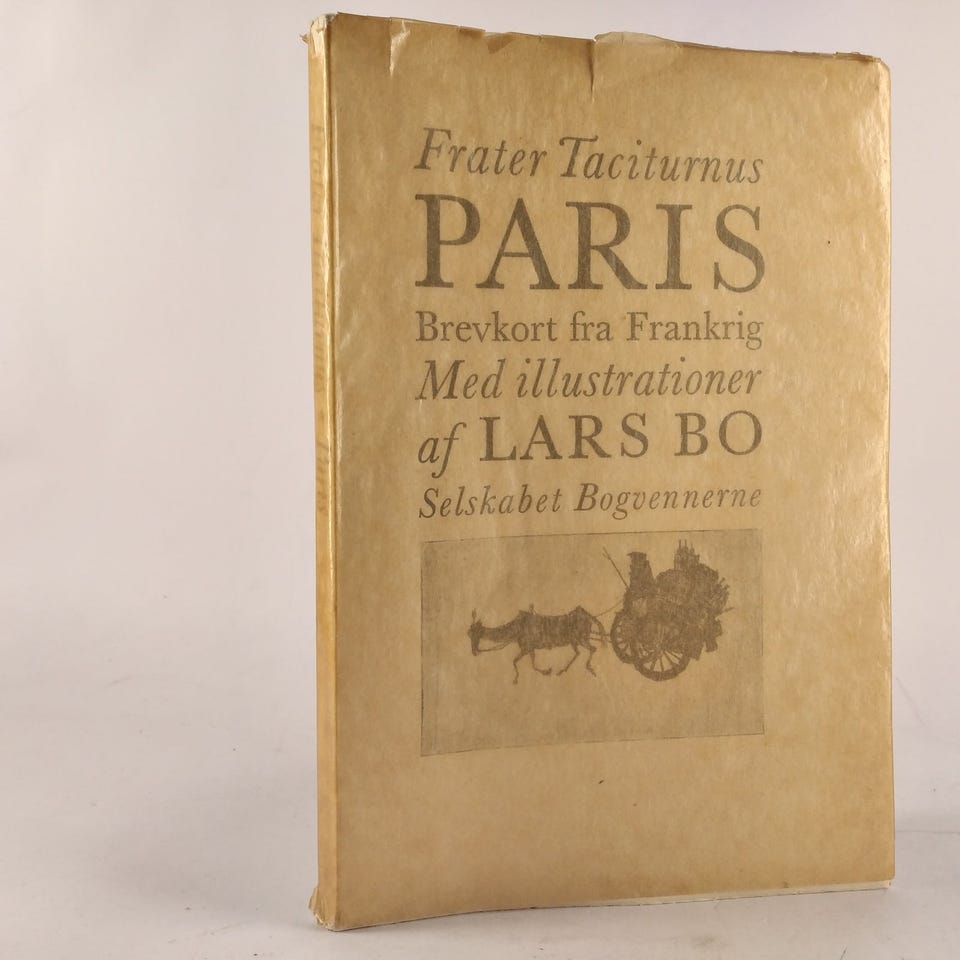 Frater Taciturnus
PARIS
Brevkort fra Frankrig
Med illustrationer
af LARS BO
Selskabet Bogvennerne